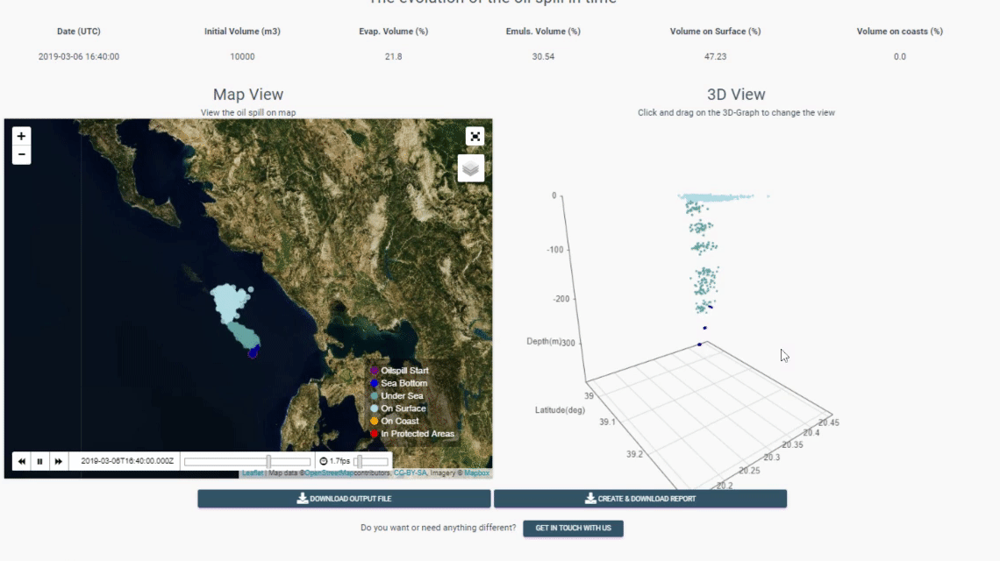 The evolution of the oil spill in time
Date (UTC) Initial Volume (m3) Evap. Volume (%) Emuls. Volume (%) Volume on Surface (%) Volume on coasts (%)
2019-03-06 16:40:00 10000 21.8 30.54 47.23 0.0
Map View
View the oil spill on map
+
−
Oilspill Start
Sea Bottom
Under Sea
On Surface
On Coast
In Protected Areas
2019-03-06T16:40:00.000Z 1.7fps
Leaflet | Map data ©OpenStreetMapcontributors, CC-BY-SA, Imagery © Mapbox
3D View
Click and drag on the 3D-Graph to change the view
0
-100
-200
Depth(m)
-300
39
Latitude(deg)
39.1
39.2
20.45
20.4
20.35
20.3
20.25
20.2
DOWNLOAD OUTPUT FILE CREATE & DOWNLOAD REPORT
Do you want or need anything different? GET IN TOUCH WITH US